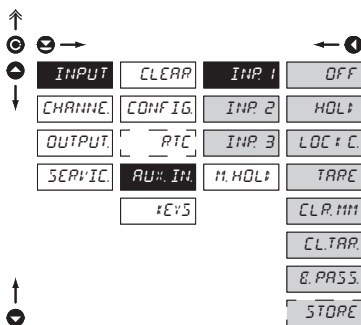 INPUT CLEAR INP. 1 OFF
CHANNE. CONFIG. INP. 2 HOLD
OUTPUT. RTC INP. 3 LOCK C.
SERVIC. AUX. IN. M. HOLD TARE
KEYS CLR. MM
CL.TAR.
B. PASS.
STORE